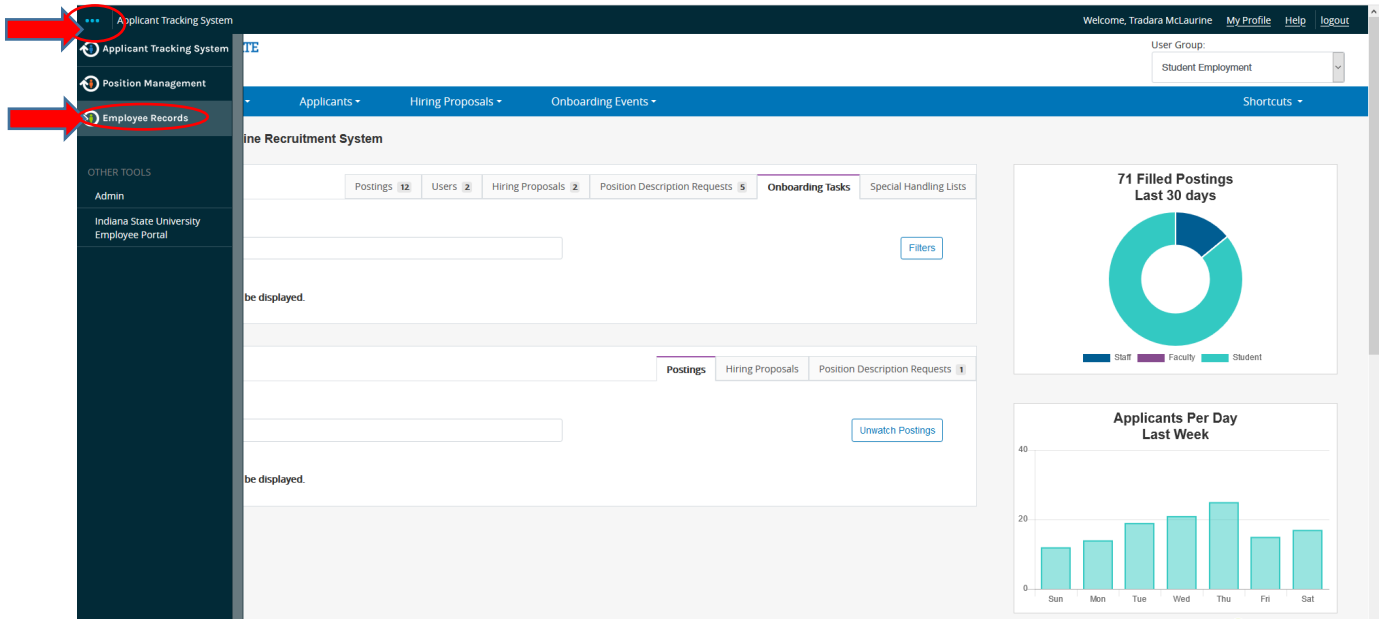 ••• Applicant Tracking System
Welcome, Tradara McLaurine My Profile Help logout
Applicant Tracking System
TE
User Group:
Student Employment
Position Management
Applicants Hiring Proposals Onboarding Events Shortcuts
Employee Records
ine Recruitment System
OTHER TOOLS
Admin
Indiana State University
Employee Portal
Postings 12 Users 2 Hiring Proposals 2 Position Description Requests 5 Onboarding Tasks Special Handling Lists
Filters
be displayed.
Postings Hiring Proposals Position Description Requests 1
Unwatch Postings
be displayed.
71 Filled Postings
Last 30 days
Staff Faculty Student
Applicants Per Day
Last Week
40
20
0
Sun Mon Tue Wed Thu Fri Sat